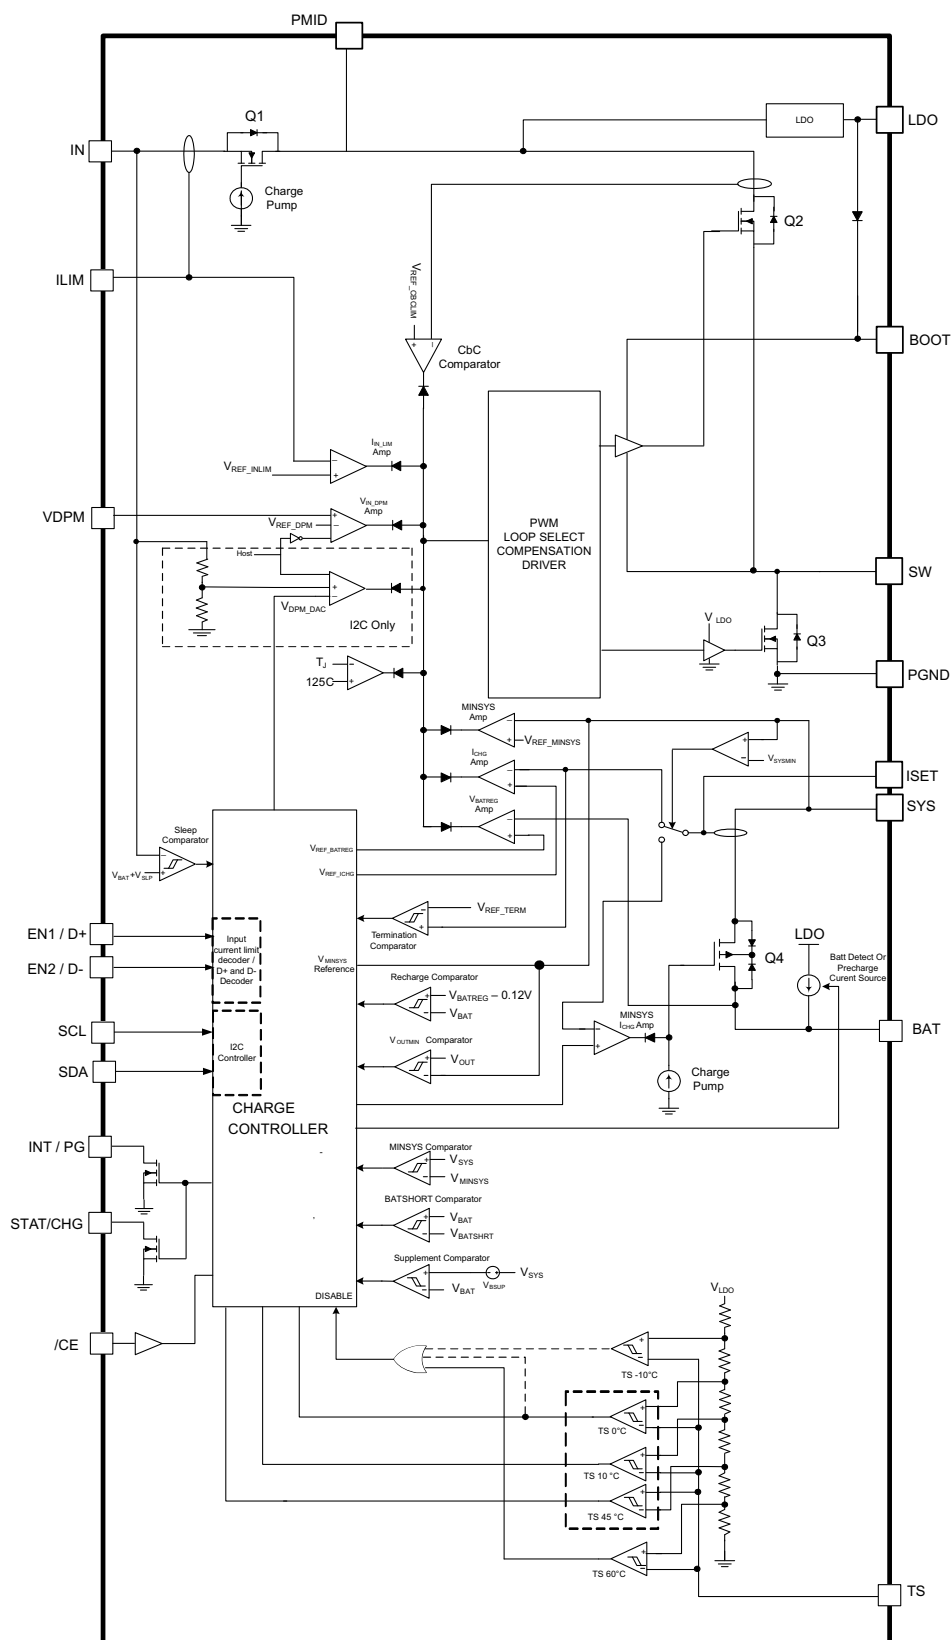 PMID
Q1
LDO
LDO
IN
Charge
Pump
Q2
ILIM
VREF_CBCLIM
BOOT
CbC
Comparator
IIN_LIM
Amp
VREF_INLIM
VIN_DPM
Amp
VDPM
VREF_DPM
PWM
LOOP SELECT
COMPENSATION
DRIVER
Host
SW
VDPM_DAC
I2C Only
V LDO
Q3
TJ
125C
PGND
MINSYS
Amp
VREF_MINSYS
VSYSMIN
ICHG
Amp
ISET
SYS
VBATREG
Amp
Sleep
Comparator
VREF_BATREG
VBAT +VSLP
VREF_ICHG
VREF_TERM
Termination
Comparator
EN1 / D+
EN2 / D-
Input
current limit
decoder /
D+ and D-
Decoder
LDO
Q4
Batt Detect Or
Precharge
Curent Source
VMINSYS
Reference
Recharge Comparator
VBATREG – 0.12V
VBAT
SCL
SDA
I2C
Controller
MINSYS
ICHG Amp
BAT
VOUTMIN Comparator
VOUT
Charge
Pump
CHARGE
CONTROLLER
INT / PG
MINSYS Comparator
VSYS
VMINSYS
STAT/CHG
BATSHORT Comparator
VBAT
VBATSHRT
Supplement Comparator
VSYS
VBSUP
VBAT
DISABLE
VLDO
/CE
TS -10°C
TS 0°C
TS 10 °C
TS 45 °C
TS 60°C
TS